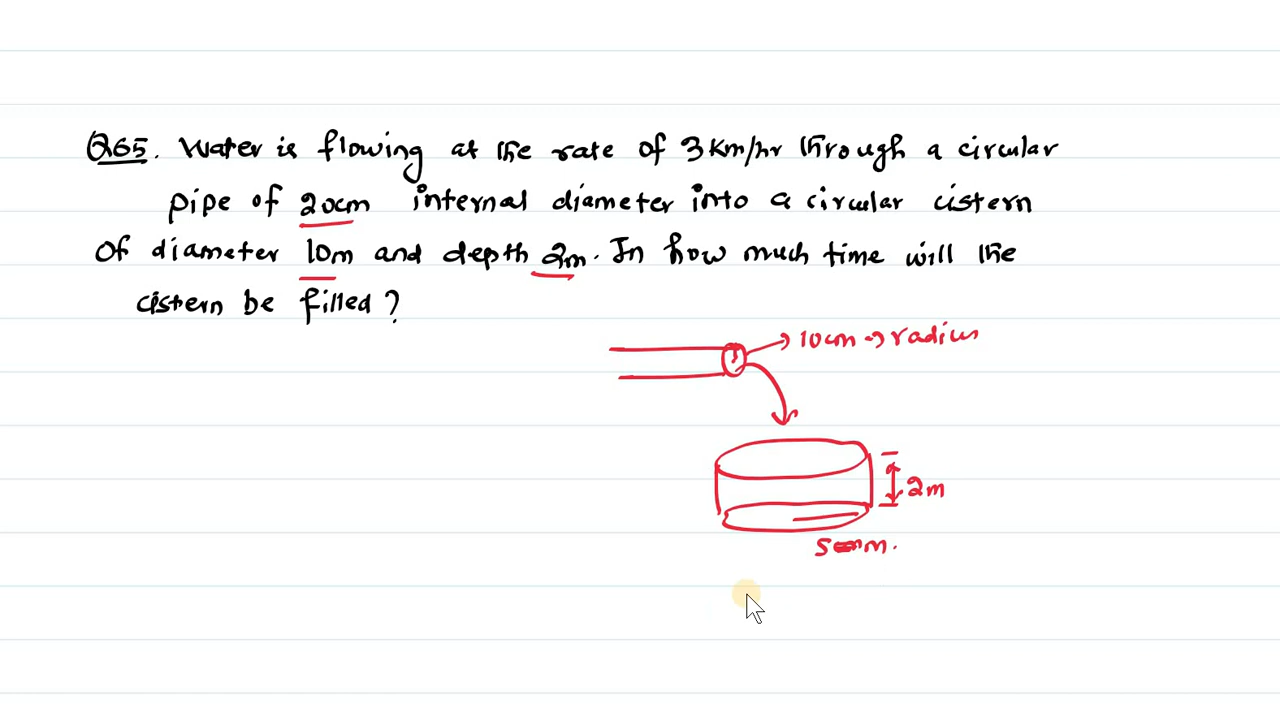 Q65. Water is flowing at the rate of 3km/hr through a circular
pipe of 20cm internal diameter into a circular cistern
of diameter 10m and depth 2m. In how much time will the
cistern be filled?
10cm → radius
2m
5 m.